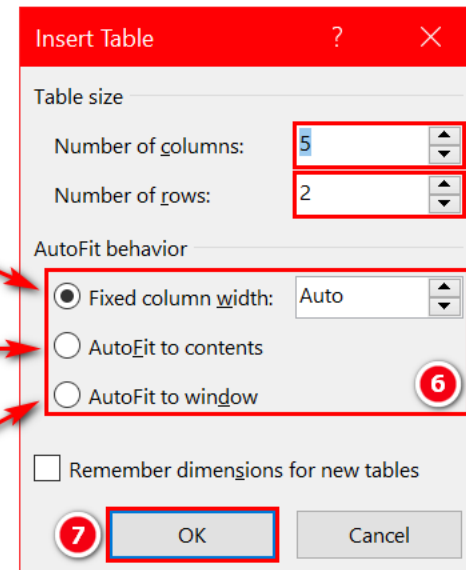 Insert Table ? ×
Table size
Number of columns: 5
Number of rows: 2
AutoFit behavior
Fixed column width: Auto
AutoFit to contents
AutoFit to window
6
Remember dimensions for new tables
7 OK Cancel